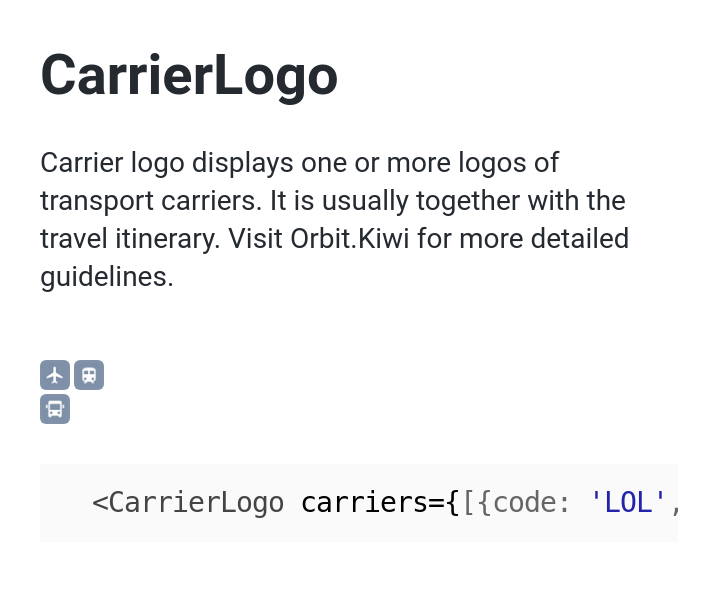 CarrierLogo
Carrier logo displays one or more logos of
transport carriers. It is usually together with the
travel itinerary. Visit Orbit.Kiwi for more detailed
guidelines.
<CarrierLogo carriers={[{code: 'LOL',